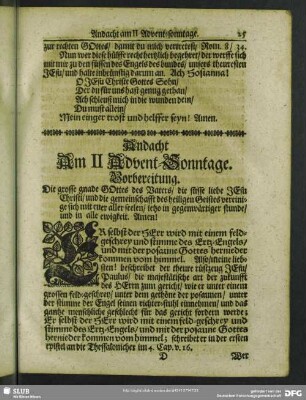 Andacht am II Advent-sonntage. 25
zur rechten GOttes/ damit du mich vertretest/ Rom. 8/ 34.
Nun wer diese hülffe recht hertzlich begehret/ der werffe sich
mit mir zu den füssen des Engels des bundes/ unsers theuresten
JEsu/ und halte inbrünstig darum an. Ach Hosianna!
O JEsu Christe Gottes Sohn/
Der du für uns hast genug gethan/
Ach schleuß mich in die wunden dein/
Du must allein/
Mein einger trost und helffer seyn! Amen.
Andacht
Am II Advent-Sonntage.
Vorbereitung.
Die grosse gnade GOttes des Vaters/ die süsse liebe JEsu
Christi/ und die gemeinschafft des heiligen Geistes vereini-
ge sich mit euer aller seelen/ jetzo in gegenwärtiger stunde/
und in alle ewigkeit. Amen!
ER selbst der HErr wird mit einem feld-
geschrey und stimme des Ertz-Engels/
und mit der posaune Gottes hernieder
kommen vom himmel. Also/meine lieb-
sten! beschreibet der theure rüstzeug JEsu/
Paulus/ die majestätische art der zukunfft
des HErrn zum gericht/ wie er unter einem
grossen feld-geschrey/ unter dem gethöne der posaunen/ unter
der stimme der Engel seinen richter-stuhl einnehmen/ und das
gantze menschliche geschlecht für das gericht fordern werde:
Er selbst der HErr wird mit einem feld-geschrey und
stimme des Ertz-Engels/ und mit der posaunen Gottes
hernieder kommen vom himmel; schreibet er in der ersten
epistel an die Thessalonicher im 4. Cap. v. 16.
D Wer
SLUB
DFG